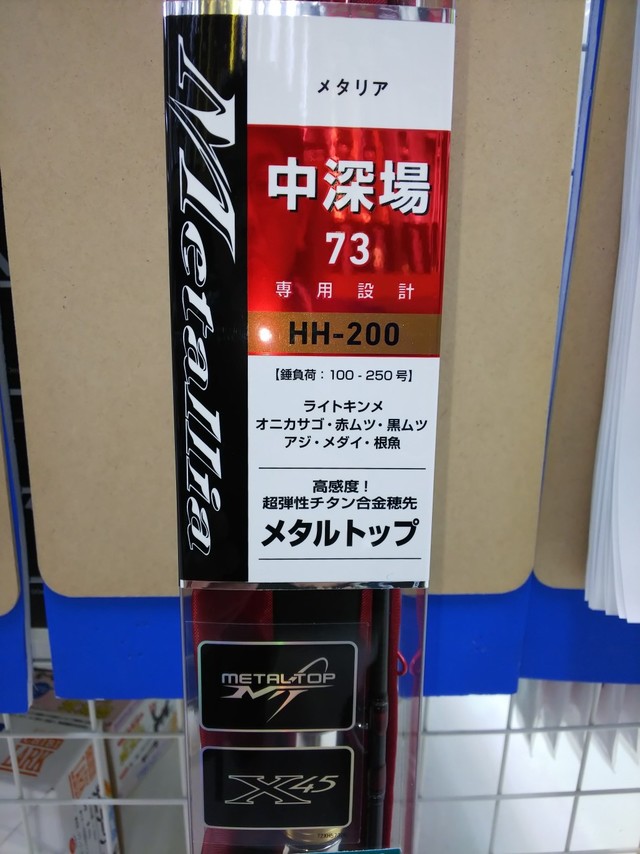 Metallia
メタリア
中深場
73
専用設計
HH-200
【錘負荷:100-250号】
ライトキンメ
オニカサゴ・赤ムツ・黒ムツ
アジ・メダイ・根魚
高感度!
超弾性チタン合金穂先
メタルトップ
METAL-TOP
MT
X45